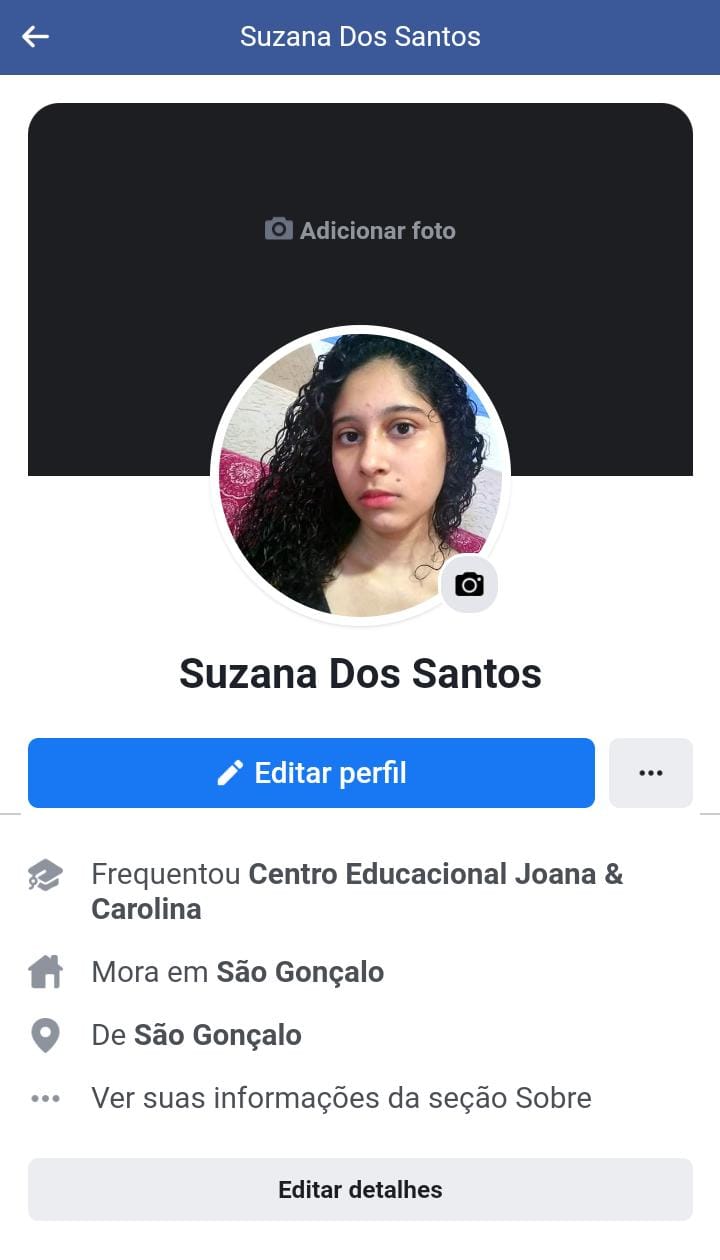 Suzana Dos Santos
Adicionar foto
Suzana Dos Santos
Editar perfil
Frequentou Centro Educacional Joana &
Carolina
Mora em São Gonçalo
De São Gonçalo
Ver suas informações da seção Sobre
Editar detalhes